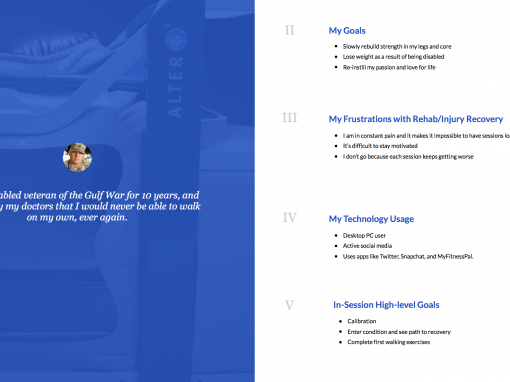 ALTER G
abled veteran of the Gulf War for 10 years, and
y my doctors that I would never be able to walk
on my own, ever again.
II
My Goals
Slowly rebuild strength in my legs and core
Lose weight as a result of being disabled
Re-instill my passion and love for life
III
My Frustrations with Rehab/Injury Recovery
I am in constant pain and it makes it impossible to have sessions lo
It's difficult to stay motivated
I don't go because each session keeps getting worse
IV
My Technology Usage
Desktop PC user
Active social media
Uses apps like Twitter, Snapchat, and MyFitnessPal.
V
In-Session High-level Goals
Calibration
Enter condition and see path to recovery
Complete first walking exercises